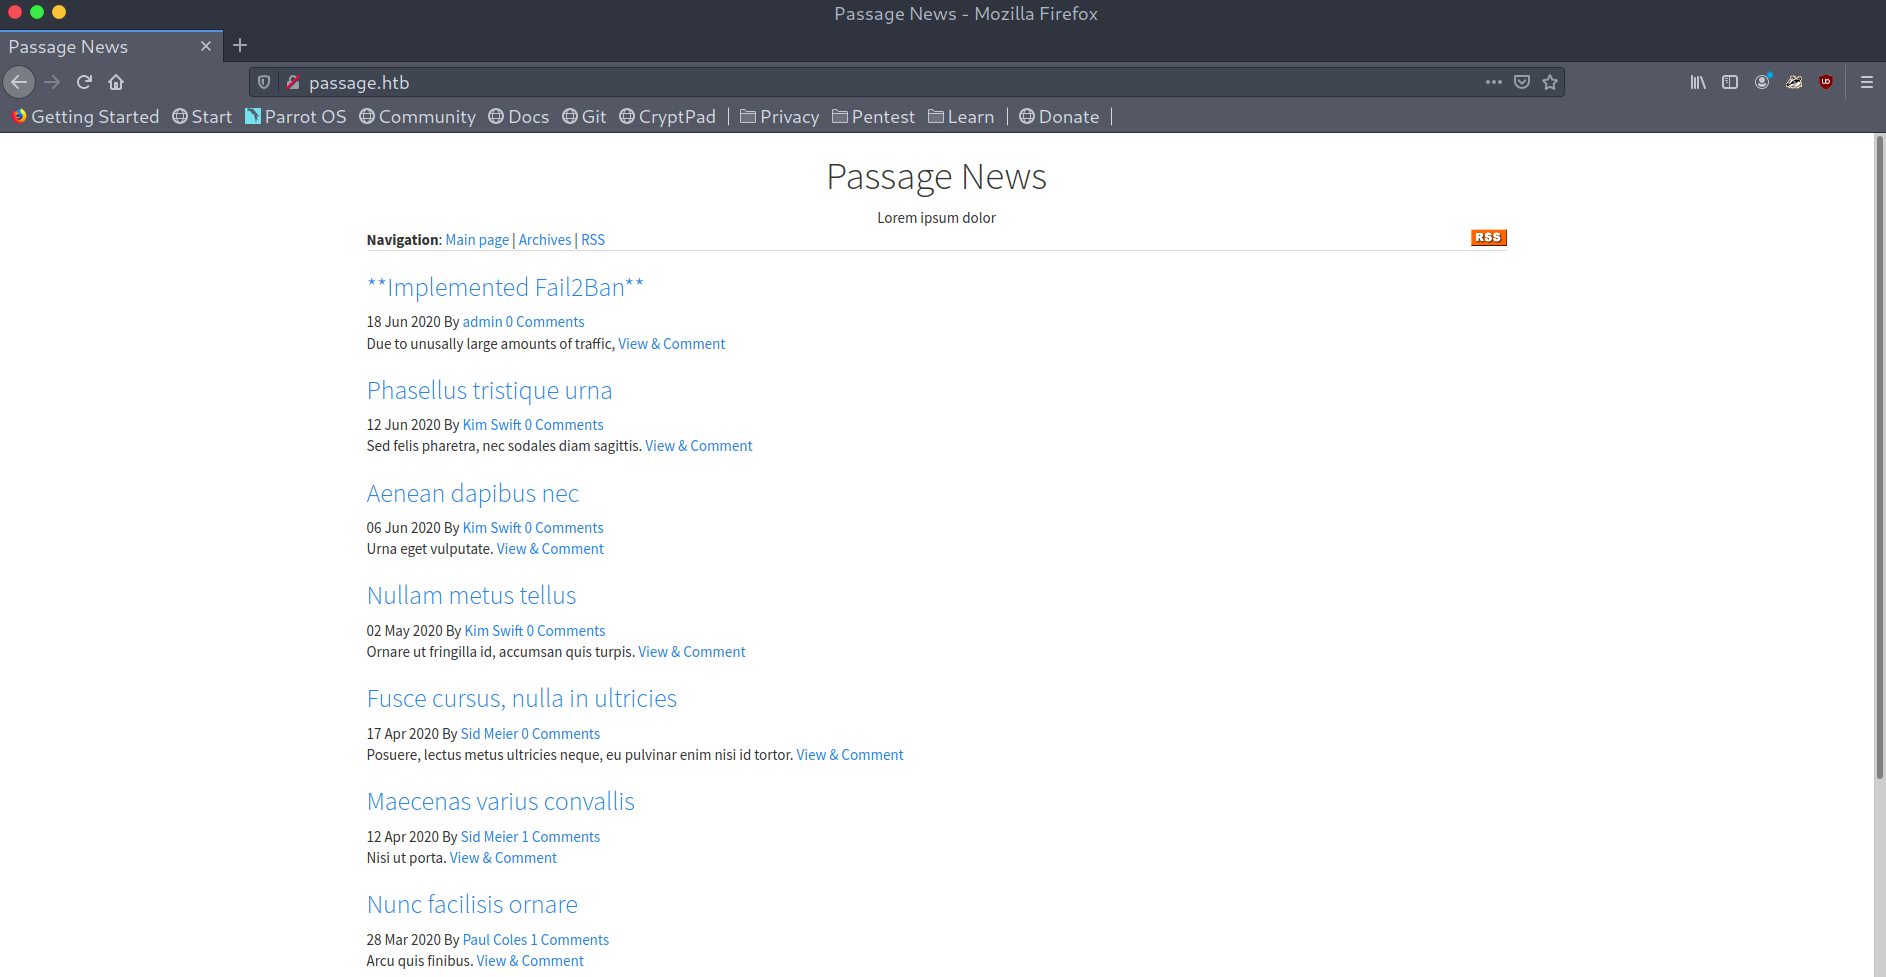 Passage News - Mozilla Firefox
Passage News
passage.htb
Getting Started Start Parrot OS Community Docs Git CryptPad Privacy Pentest Learn Donate
Passage News
Lorem ipsum dolor
Navigation: Main page | Archives | RSS RSS
**Implemented Fail2Ban**
18 Jun 2020 By admin 0 Comments
Due to unusally large amounts of traffic, View & Comment
Phasellus tristique urna
12 Jun 2020 By Kim Swift 0 Comments
Sed felis pharetra, nec sodales diam sagittis. View & Comment
Aenean dapibus nec
06 Jun 2020 By Kim Swift 0 Comments
Urna eget vulputate. View & Comment
Nullam metus tellus
02 May 2020 By Kim Swift 0 Comments
Ornare ut fringilla id, accumsan quis turpis. View & Comment
Fusce cursus, nulla in ultricies
17 Apr 2020 By Sid Meier 0 Comments
Posuere, lectus metus ultricies neque, eu pulvinar enim nisi id tortor. View & Comment
Maecenas varius convallis
12 Apr 2020 By Sid Meier 1 Comments
Nisi ut porta. View & Comment
Nunc facilisis ornare
28 Mar 2020 By Paul Coles 1 Comments
Arcu quis finibus. View & Comment